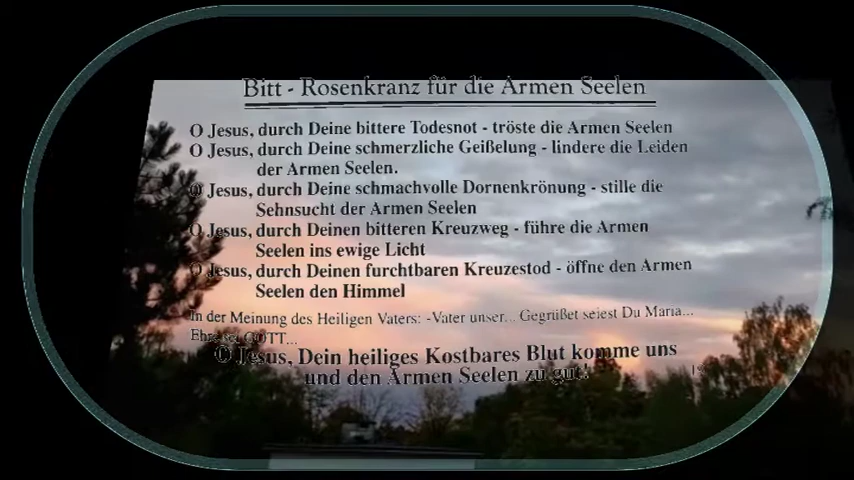 Bitt - Rosenkranz für die Armen Seelen
O Jesus, durch Deine bittere Todesnot - tröste die Armen Seelen
O Jesus, durch Deine schmerzliche Geißelung - lindere die Leiden
der Armen Seelen.
O Jesus, durch Deine schmachvolle Dornenkrönung - stille die
Sehnsucht der Armen Seelen
O Jesus, durch Deinen bitteren Kreuzweg - führe die Armen
Seelen ins ewige Licht
O Jesus, durch Deinen furchtbaren Kreuzestod - öffne den Armen
Seelen den Himmel
In der Meinung des Heiligen Vaters: -Vater unser... Gegrüßet seiest Du Maria...
Ehre sei GOTT...
O Jesus, Dein heiliges Kostbares Blut komme uns
und den Armen Seelen zu gut!